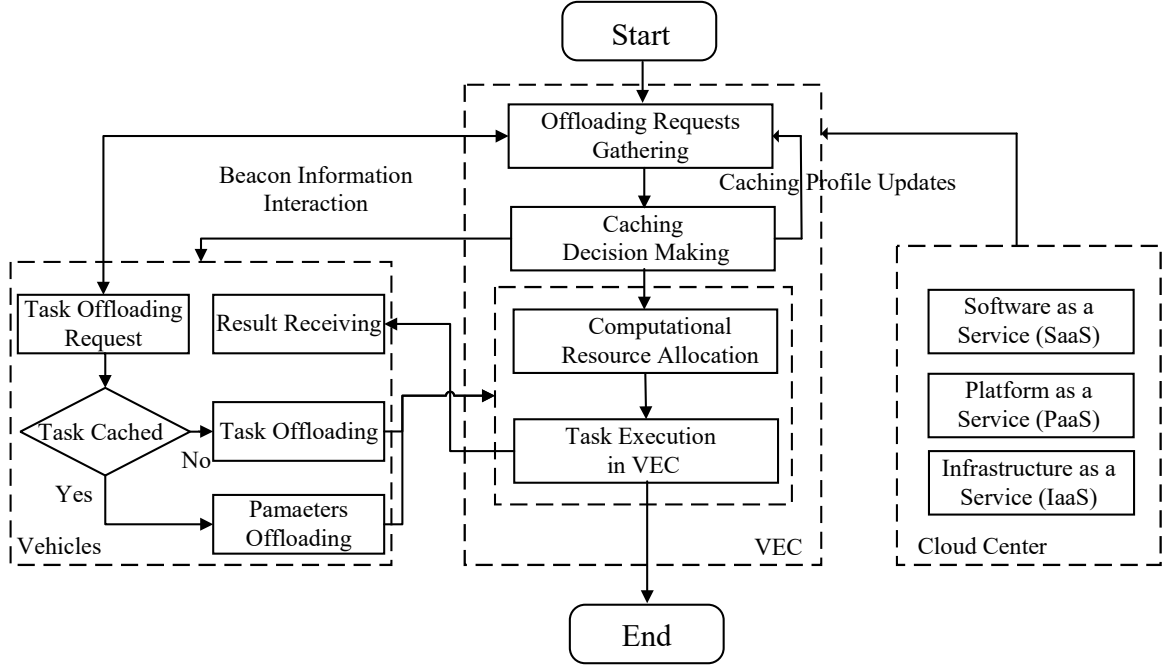 Start
Offloading Requests
Gathering
Beacon Information
Interaction
Caching Profile Updates
Caching
Decision Making
Task Offloading
Request
Result Receiving
Computational
Resource Allocation
Software as a
Service (SaaS)
Task Cached
Task Offloading
Platform as a
Service (PaaS)
No
Task Execution
in VEC
Yes
Pamaeters
Offloading
Infrastructure as a
Service (IaaS)
Vehicles
VEC
Cloud Center
End